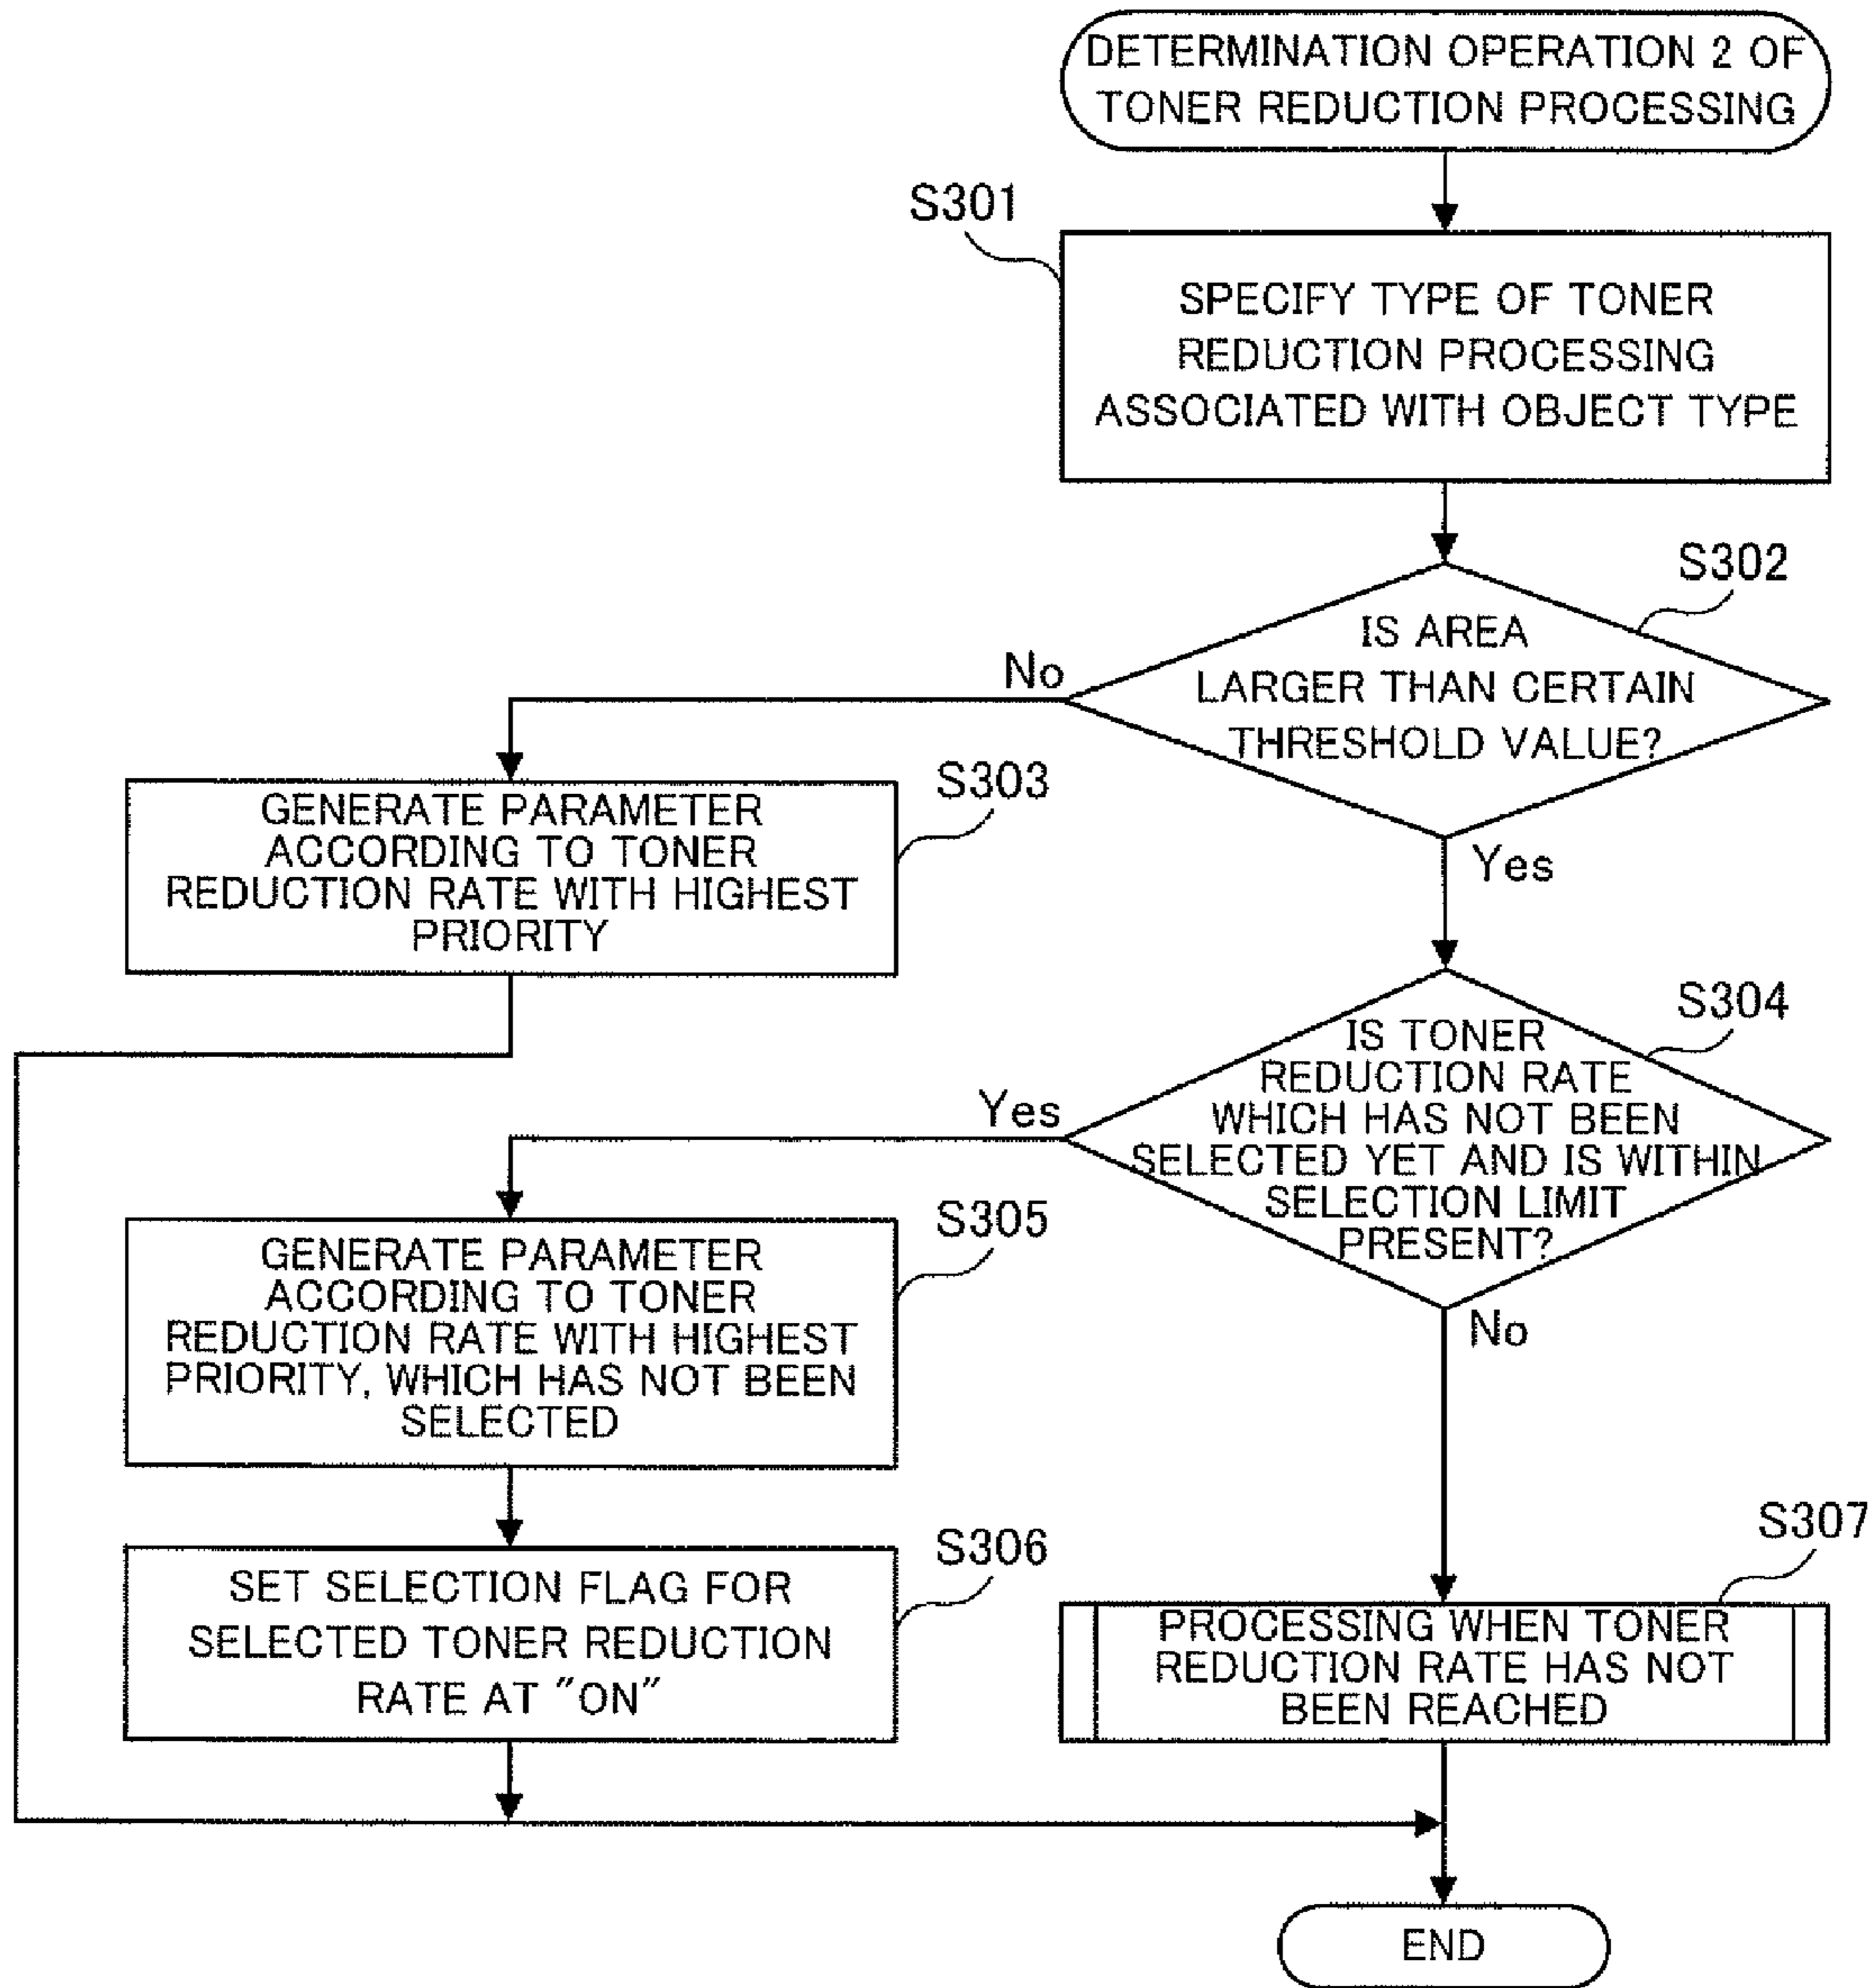 DETERMINATION OPERATION 2 OF
TONER REDUCTION PROCESSING
S301
SPECIFY TYPE OF TONER
REDUCTION PROCESSING
ASSOCIATED WITH OBJECT TYPE
S302
IS AREA
LARGER THAN CERTAIN
THRESHOLD VALUE?
No
Yes
S303
GENERATE PARAMETER
ACCORDING TO TONER
REDUCTION RATE WITH HIGHEST
PRIORITY
S304
IS TONER
REDUCTION RATE
WHICH HAS NOT BEEN
SELECTED YET AND IS WITHIN
SELECTION LIMIT
PRESENT?
Yes
No
S305
GENERATE PARAMETER
ACCORDING TO TONER
REDUCTION RATE WITH HIGHEST
PRIORITY, WHICH HAS NOT BEEN
SELECTED
S306
SET SELECTION FLAG FOR
SELECTED TONER REDUCTION
RATE AT "ON"
S307
PROCESSING WHEN TONER
REDUCTION RATE HAS NOT
BEEN REACHED
END